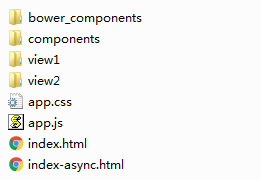 bower_components
components
view1
view2
app.css
app.js
index.html
index-async.html